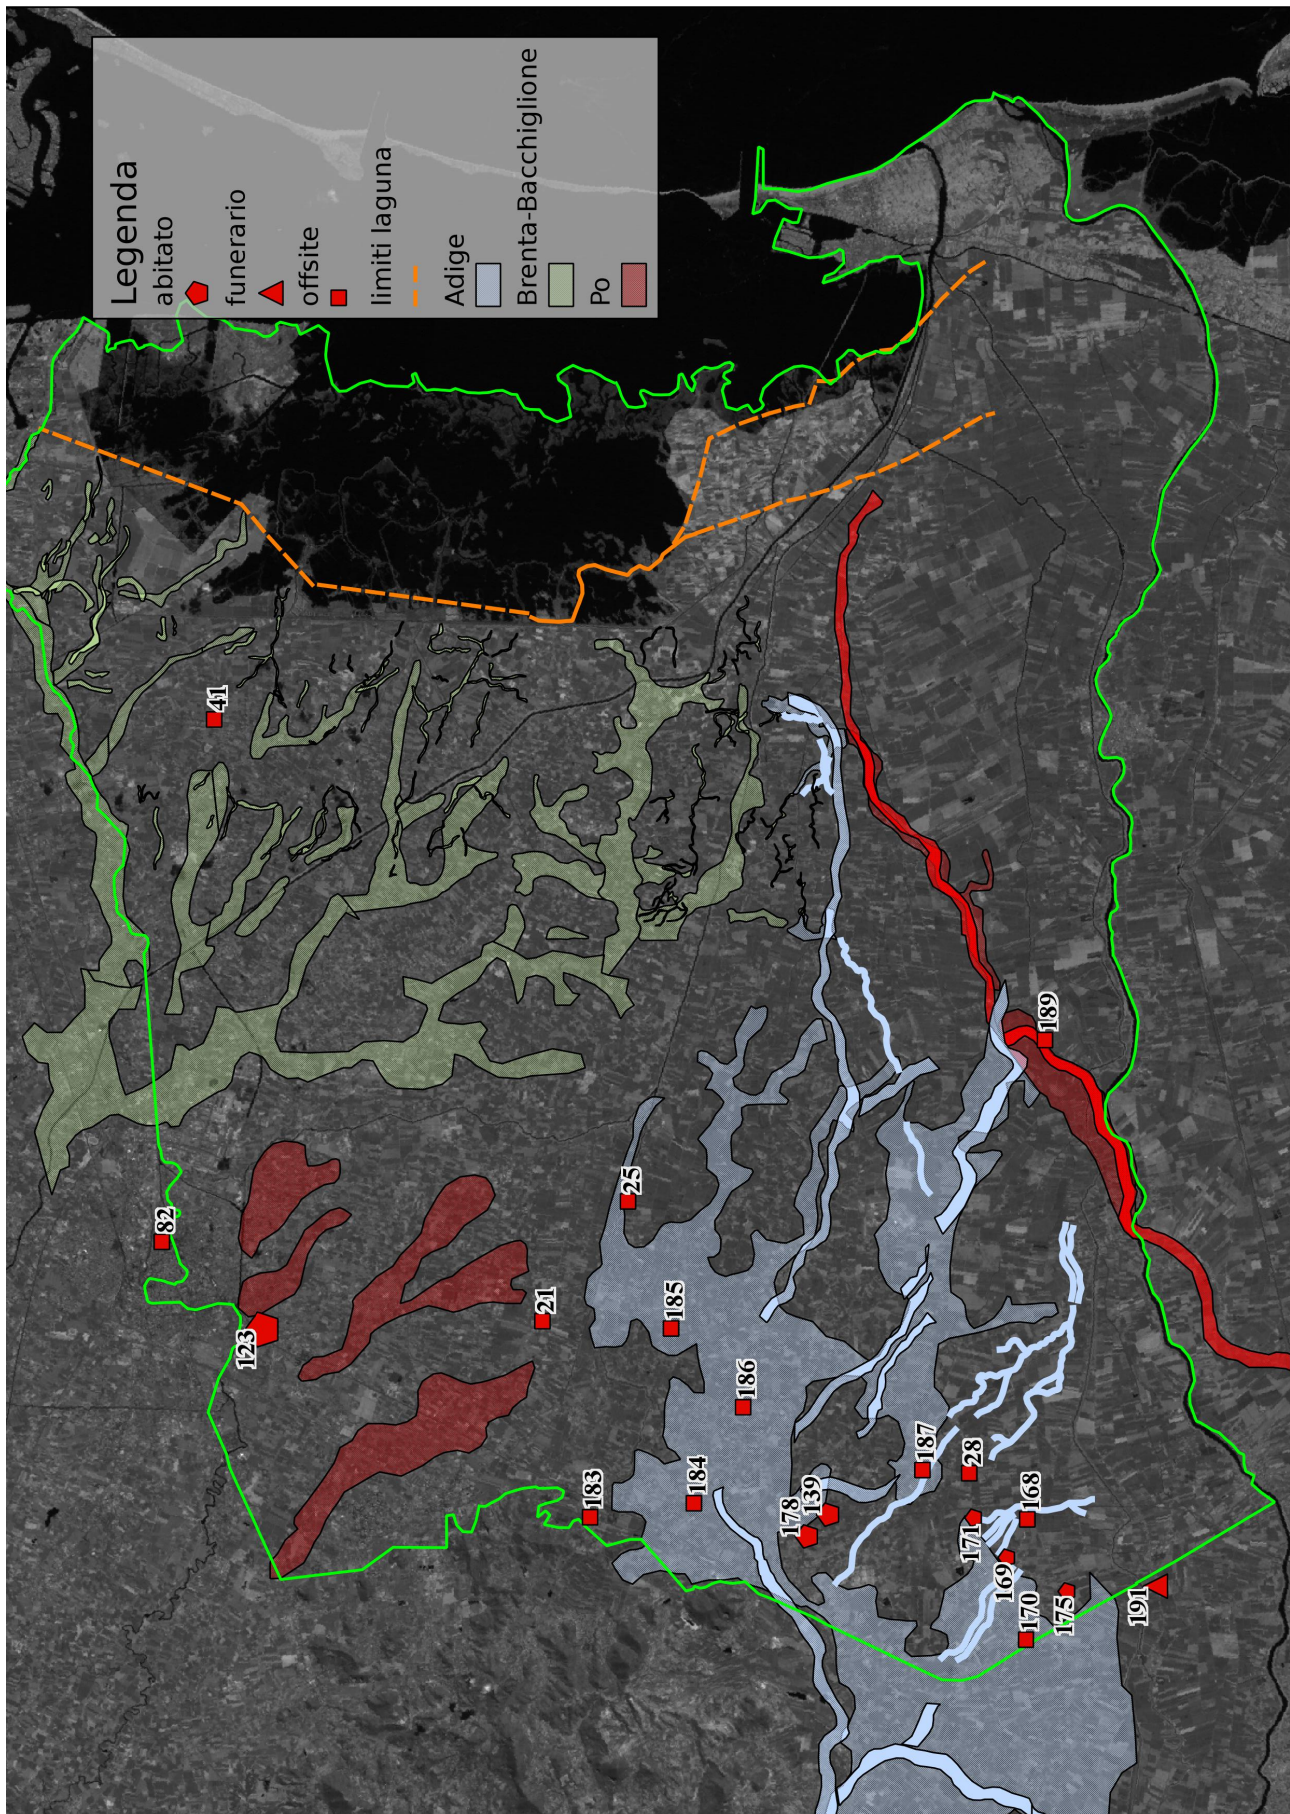 Legenda
abitato
funerario
offsite
limiti laguna
Adige
Brenta-Bacchiglione
Po
41
82
123
189
25
21
185
186
183
184
187
28
139
178
168
171
169
170
175
191